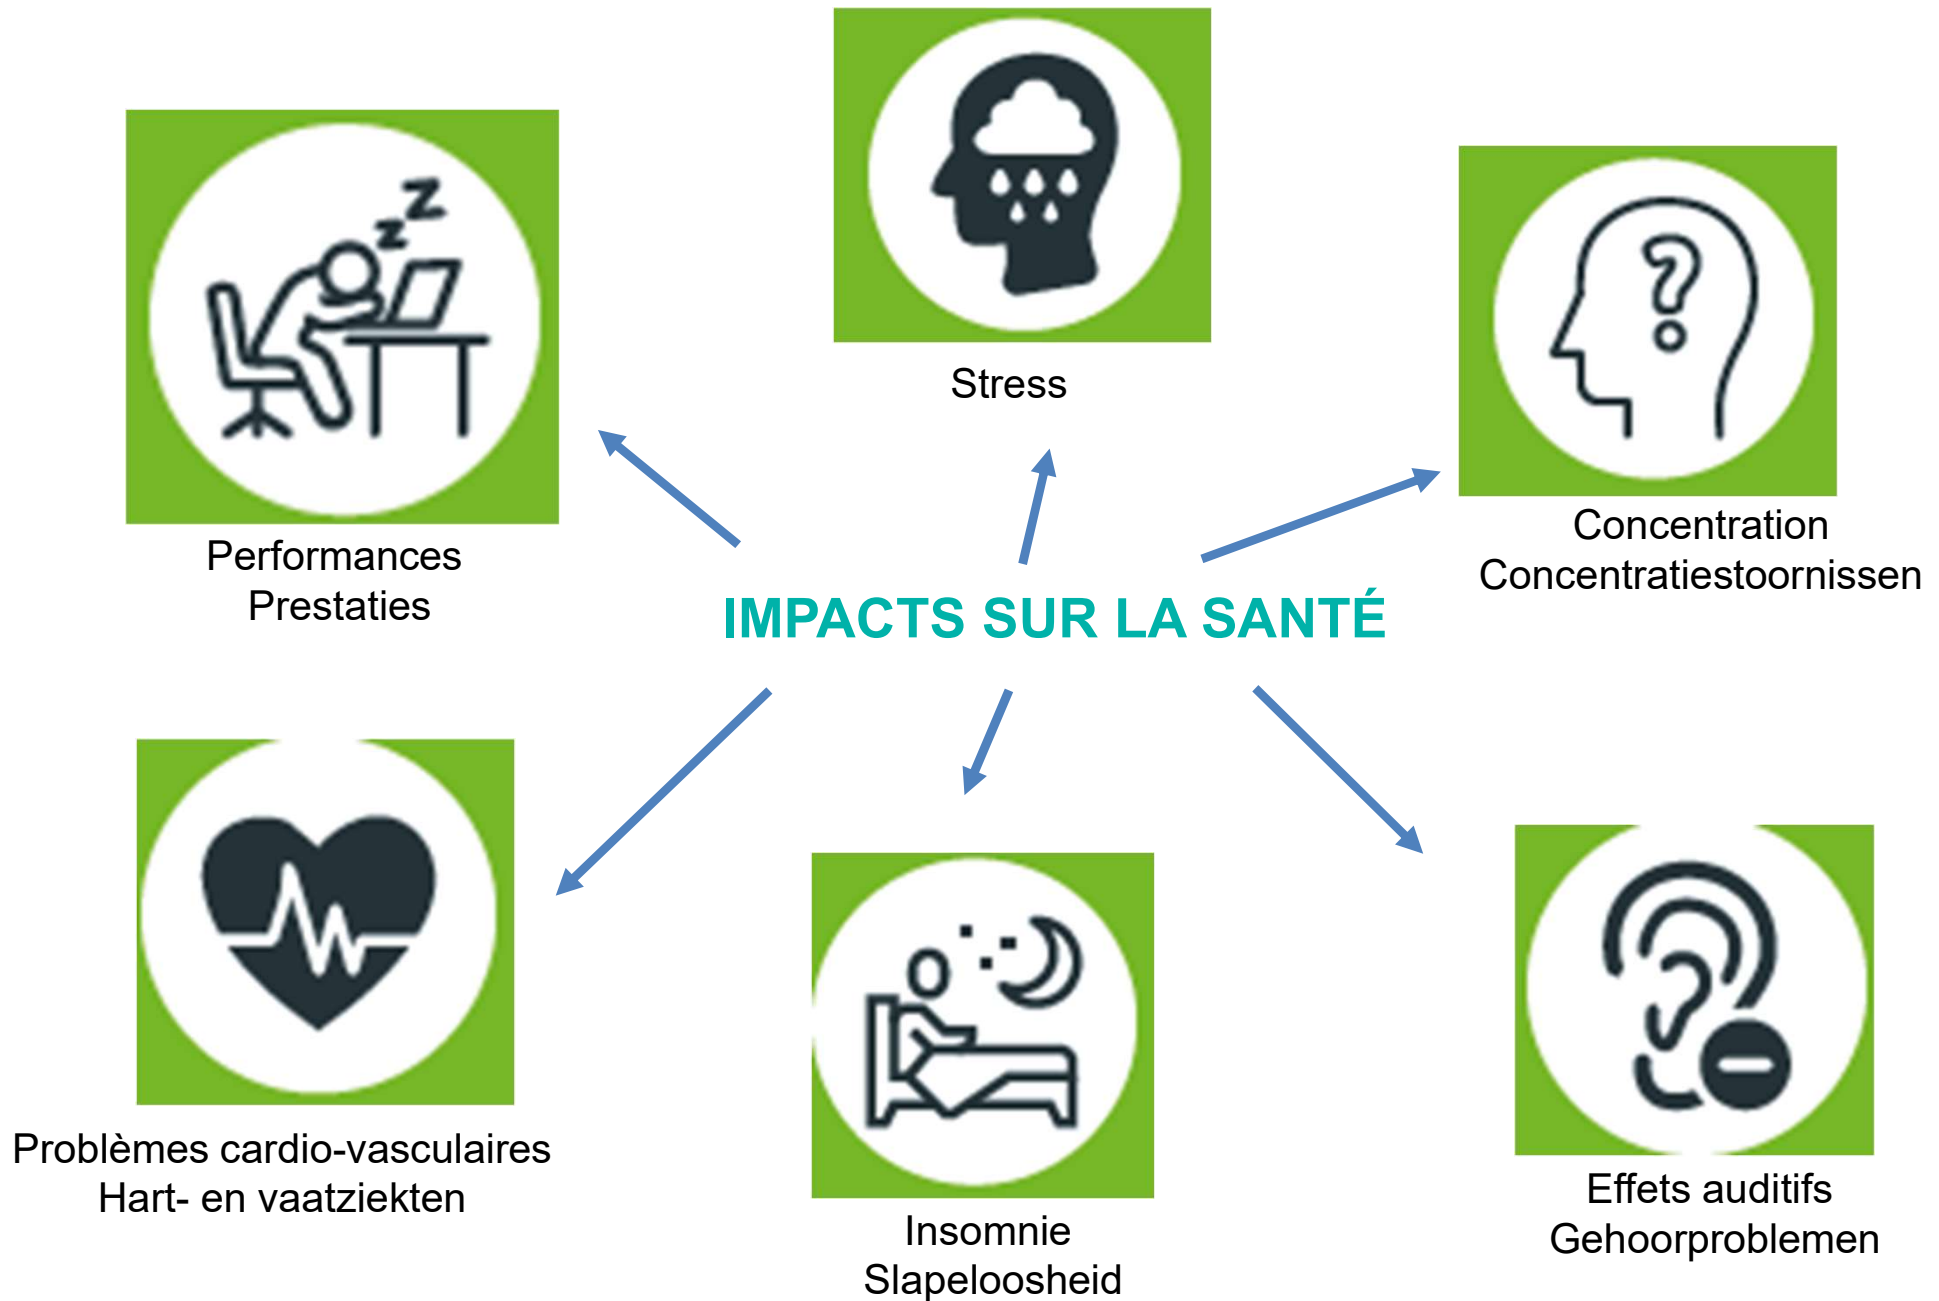 Stress
Concentration
Concentratiestoornissen
Performances
Prestaties
IMPACTS SUR LA SANTÉ
Problèmes cardio-vasculaires
Hart- en vaatziekten
Insomnie
Slapeloosheid
Effets auditifs
Gehoorproblemen
z
z